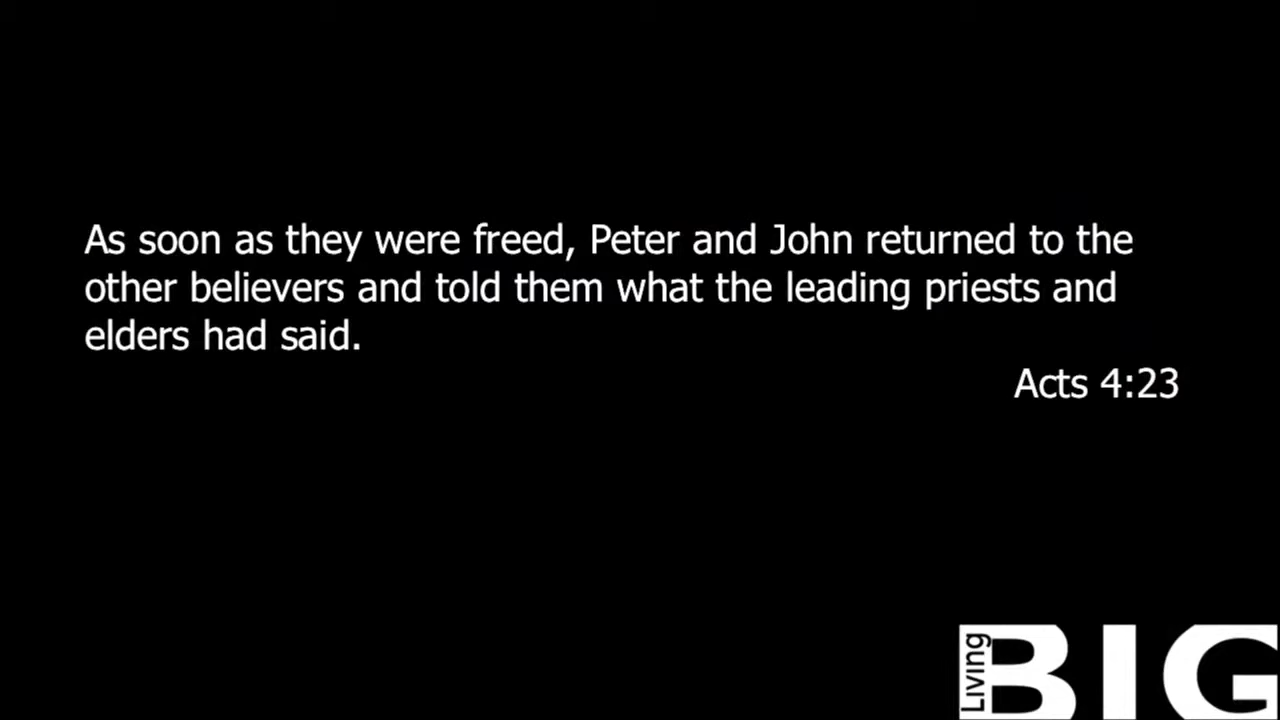 As soon as they were freed, Peter and John returned to the
other believers and told them what the leading priests and
elders had said.
Acts 4:23
Living
BIG